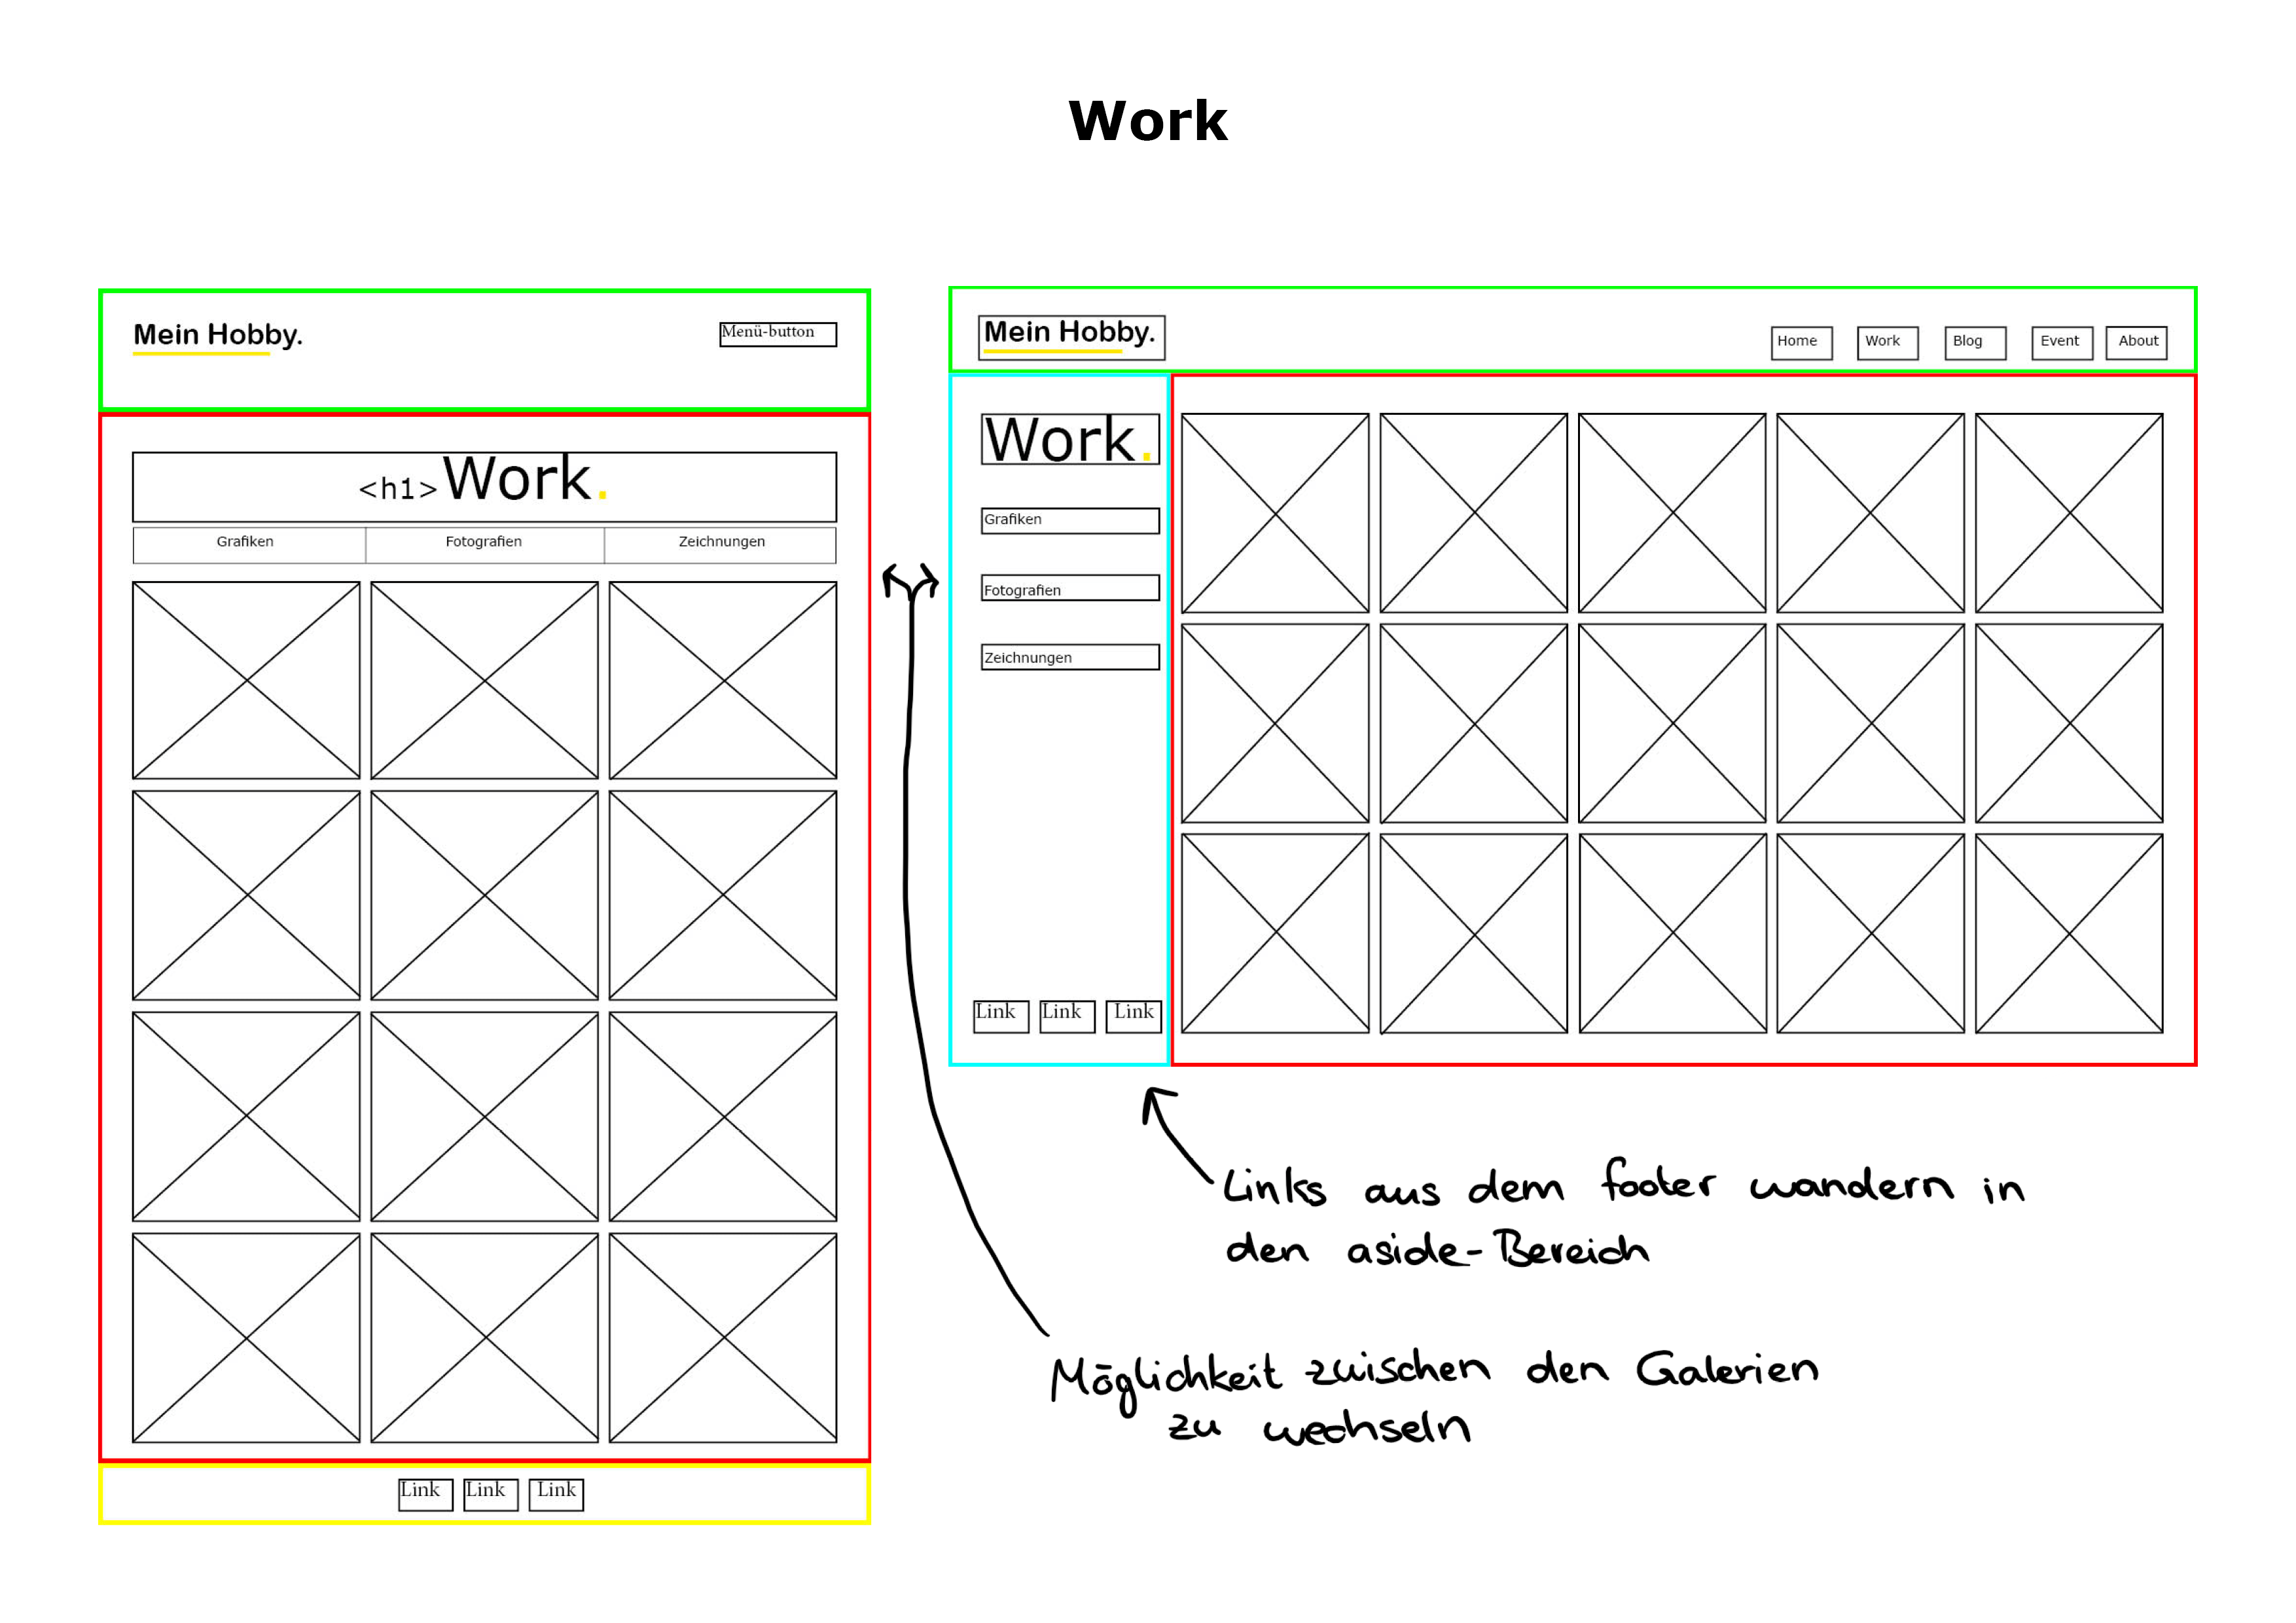 Work
Mein Hobby.
Menü-button
<h1>Work.
Grafiken Fotografien Zeichnungen
Link Link Link
Mein Hobby.
Home Work Blog Event About
Work.
Grafiken
Fotografien
Zeichnungen
Link Link Link
Links aus dem footer wandern in
den aside-Bereich
Möglichkeit zwischen den Galerien
zu wechseln